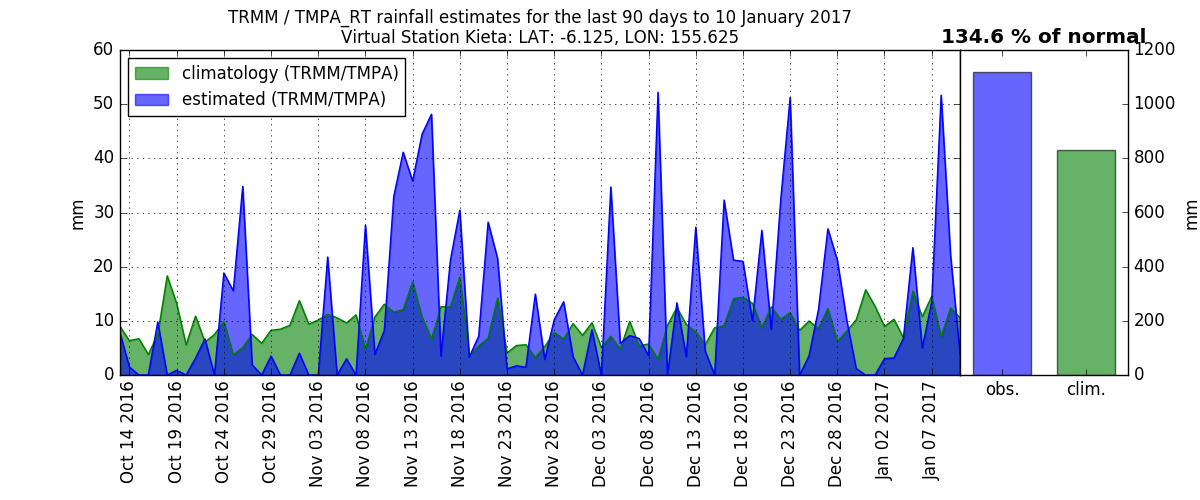 TRMM / TMPA_RT rainfall estimates for the last 90 days to 10 January 2017
Virtual Station Kieta: LAT: -6.125, LON: 155.625
134.6 % of normal
climatology (TRMM/TMPA)
estimated (TRMM/TMPA)
60
50
40
30
20
10
0
mm
Oct 14 2016
Oct 19 2016
Oct 24 2016
Oct 29 2016
Nov 03 2016
Nov 08 2016
Nov 13 2016
Nov 18 2016
Nov 23 2016
Nov 28 2016
Dec 03 2016
Dec 08 2016
Dec 13 2016
Dec 18 2016
Dec 23 2016
Dec 28 2016
Jan 02 2017
Jan 07 2017
1200
1000
800
600
400
200
0
mm
obs.
clim.